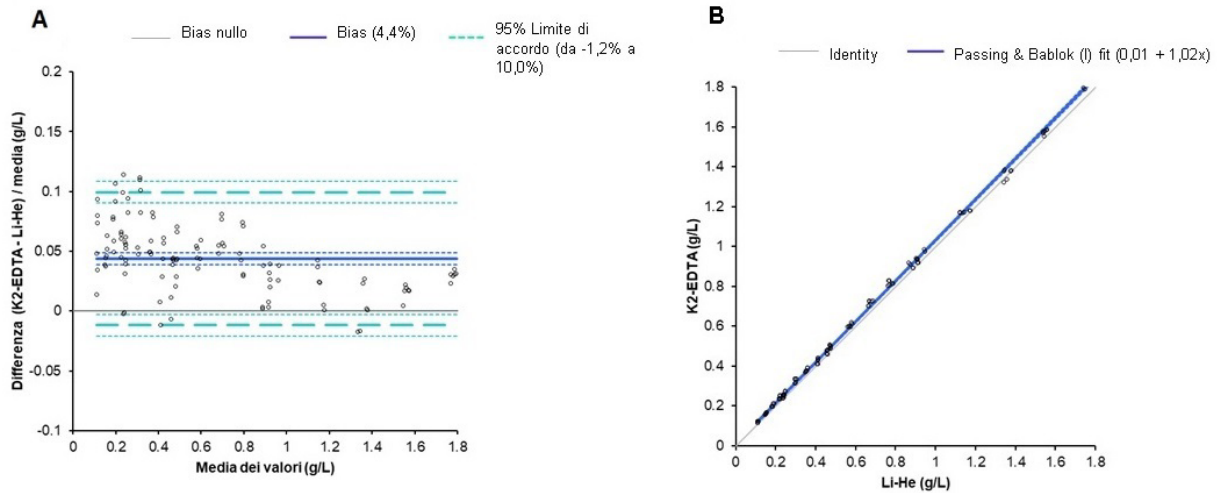 A
Bias nullo
Bias (4,4%)
95% Limite di
accordo (da -1,2% a
10,0%)
0.2
0.15
0.1
0.05
0
-0.05
-0.1
0 0.2 0.4 0.6 0.8 1 1.2 1.4 1.6 1.8
Differenza (K2-EDTA - Li-He) / media (g/L)
Media dei valori (g/L)
B
Identity
Passing & Bablok (I) fit (0,01 + 1,02x)
1.8
1.6
1.4
1.2
1
0.8
0.6
0.4
0.2
0
0 0.2 0.4 0.6 0.8 1 1.2 1.4 1.6 1.8
K2-EDTA (g/L)
Li-He (g/L)